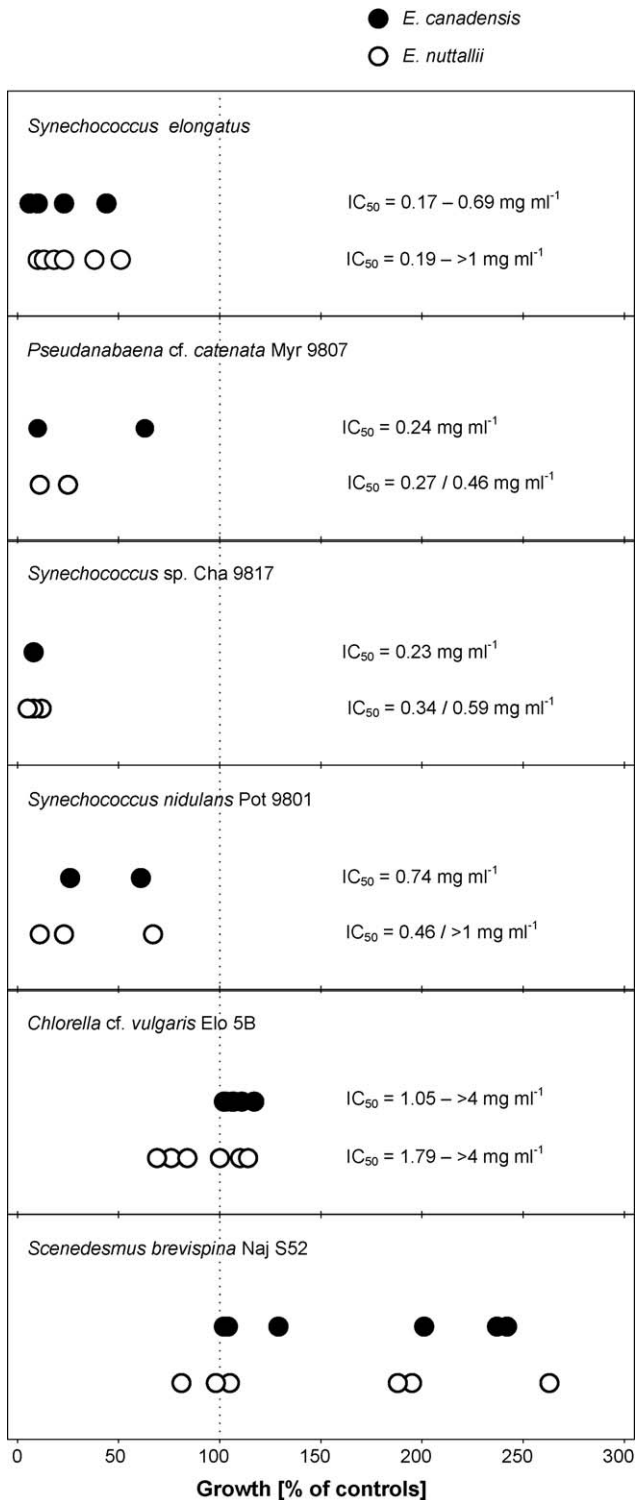 E. canadensis
E. nuttallii
Synechococcus elongatus
IC₅₀ = 0.17 – 0.69 mg ml⁻¹
IC₅₀ = 0.19 – >1 mg ml⁻¹
Pseudanabaena cf. catenata Myr 9807
IC₅₀ = 0.24 mg ml⁻¹
IC₅₀ = 0.27 / 0.46 mg ml⁻¹
Synechococcus sp. Cha 9817
IC₅₀ = 0.23 mg ml⁻¹
IC₅₀ = 0.34 / 0.59 mg ml⁻¹
Synechococcus nidulans Pot 9801
IC₅₀ = 0.74 mg ml⁻¹
IC₅₀ = 0.46 / >1 mg ml⁻¹
Chlorella cf. vulgaris Elo 5B
IC₅₀ = 1.05 – >4 mg ml⁻¹
IC₅₀ = 1.79 – >4 mg ml⁻¹
Scenedesmus brevispina Naj S52
0 50 100 150 200 250 300
Growth [% of controls]